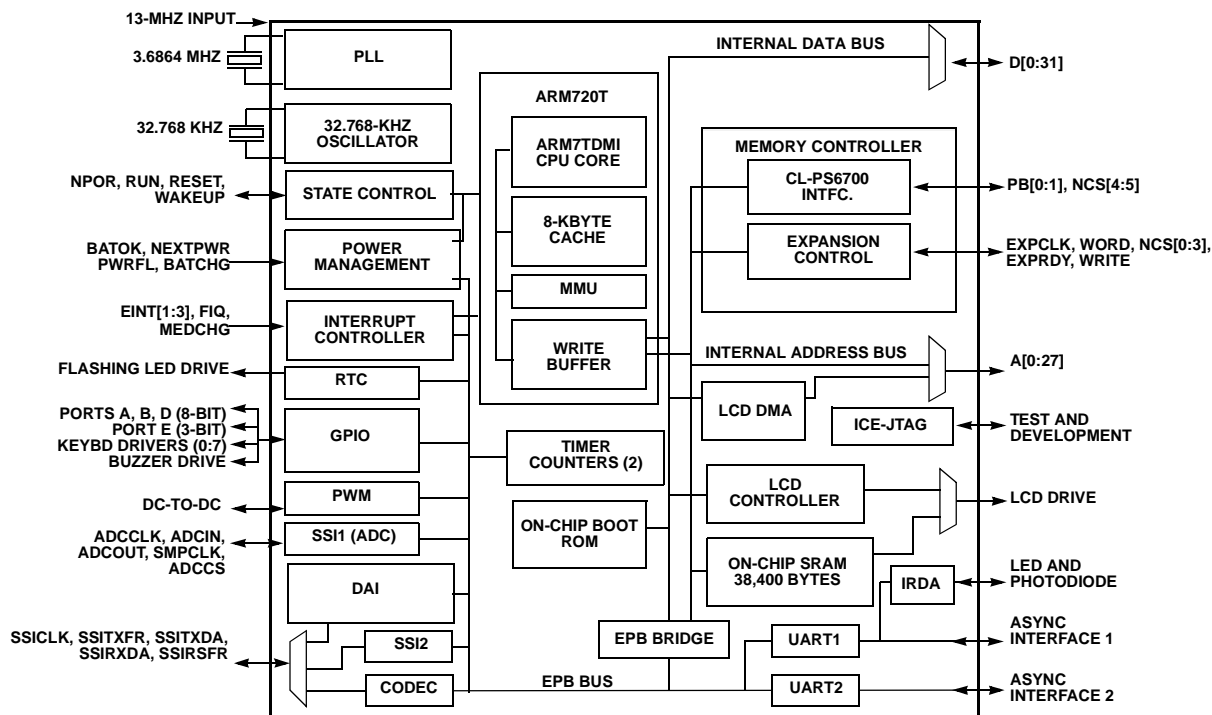 13-MHZ INPUT
3.6864 MHZ
PLL
32.768 KHZ
32.768-KHZ
OSCILLATOR
NPOR, RUN, RESET,
WAKEUP
STATE CONTROL
BATOK, NEXTPWR
PWRFL, BATCHG
POWER
MANAGEMENT
EINT[1:3], FIQ,
MEDCHG
INTERRUPT
CONTROLLER
FLASHING LED DRIVE
RTC
PORTS A, B, D (8-BIT)
PORT E (3-BIT)
KEYBD DRIVERS (0:7)
BUZZER DRIVE
GPIO
DC-TO-DC
PWM
ADCCLK, ADCIN,
ADCOUT, SMPCLK,
ADCCS
SSI1 (ADC)
DAI
SSICLK, SSITXFR, SSITXDA,
SSIRXDA, SSIRSFR
SSI2
CODEC
ARM720T
ARM7TDMI
CPU CORE
8-KBYTE
CACHE
MMU
WRITE
BUFFER
TIMER
COUNTERS (2)
ON-CHIP BOOT
ROM
EPB BUS
EPB BRIDGE
INTERNAL DATA BUS
D[0:31]
MEMORY CONTROLLER
CL-PS6700
INTFC.
PB[0:1], NCS[4:5]
EXPANSION
CONTROL
EXPCLK, WORD, NCS[0:3],
EXPRDY, WRITE
INTERNAL ADDRESS BUS
A[0:27]
LCD DMA
ICE-JTAG
TEST AND
DEVELOPMENT
LCD
CONTROLLER
LCD DRIVE
ON-CHIP SRAM
38,400 BYTES
IRDA
LED AND
PHOTODIODE
UART1
ASYNC
INTERFACE 1
UART2
ASYNC
INTERFACE 2